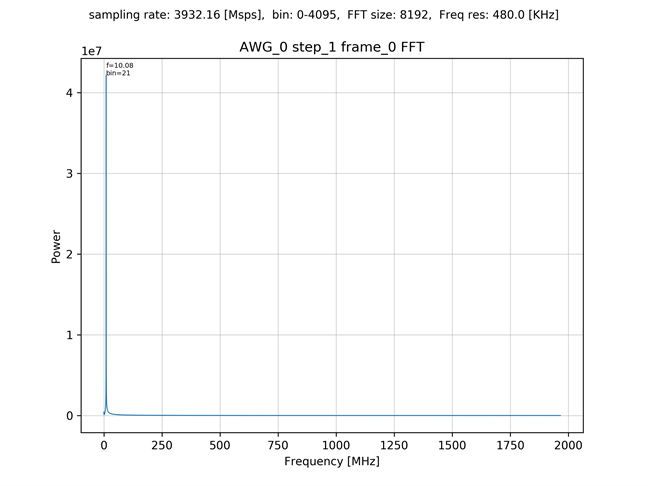 sampling rate: 3932.16 [Msps],  bin: 0-4095,  FFT size: 8192,  Freq res: 480.0 [KHz]
AWG_0 step_1 frame_0 FFT
1e7
f=10.08
bin=21
4
3
2
1
0
Power
0 250 500 750 1000 1250 1500 1750 2000
Frequency [MHz]